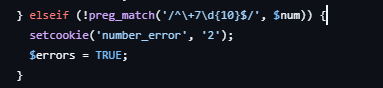 } elseif (!preg_match('/^\+7\d{10}$/', $num)) {
setcookie('number_error', '2');
$errors = TRUE;
}